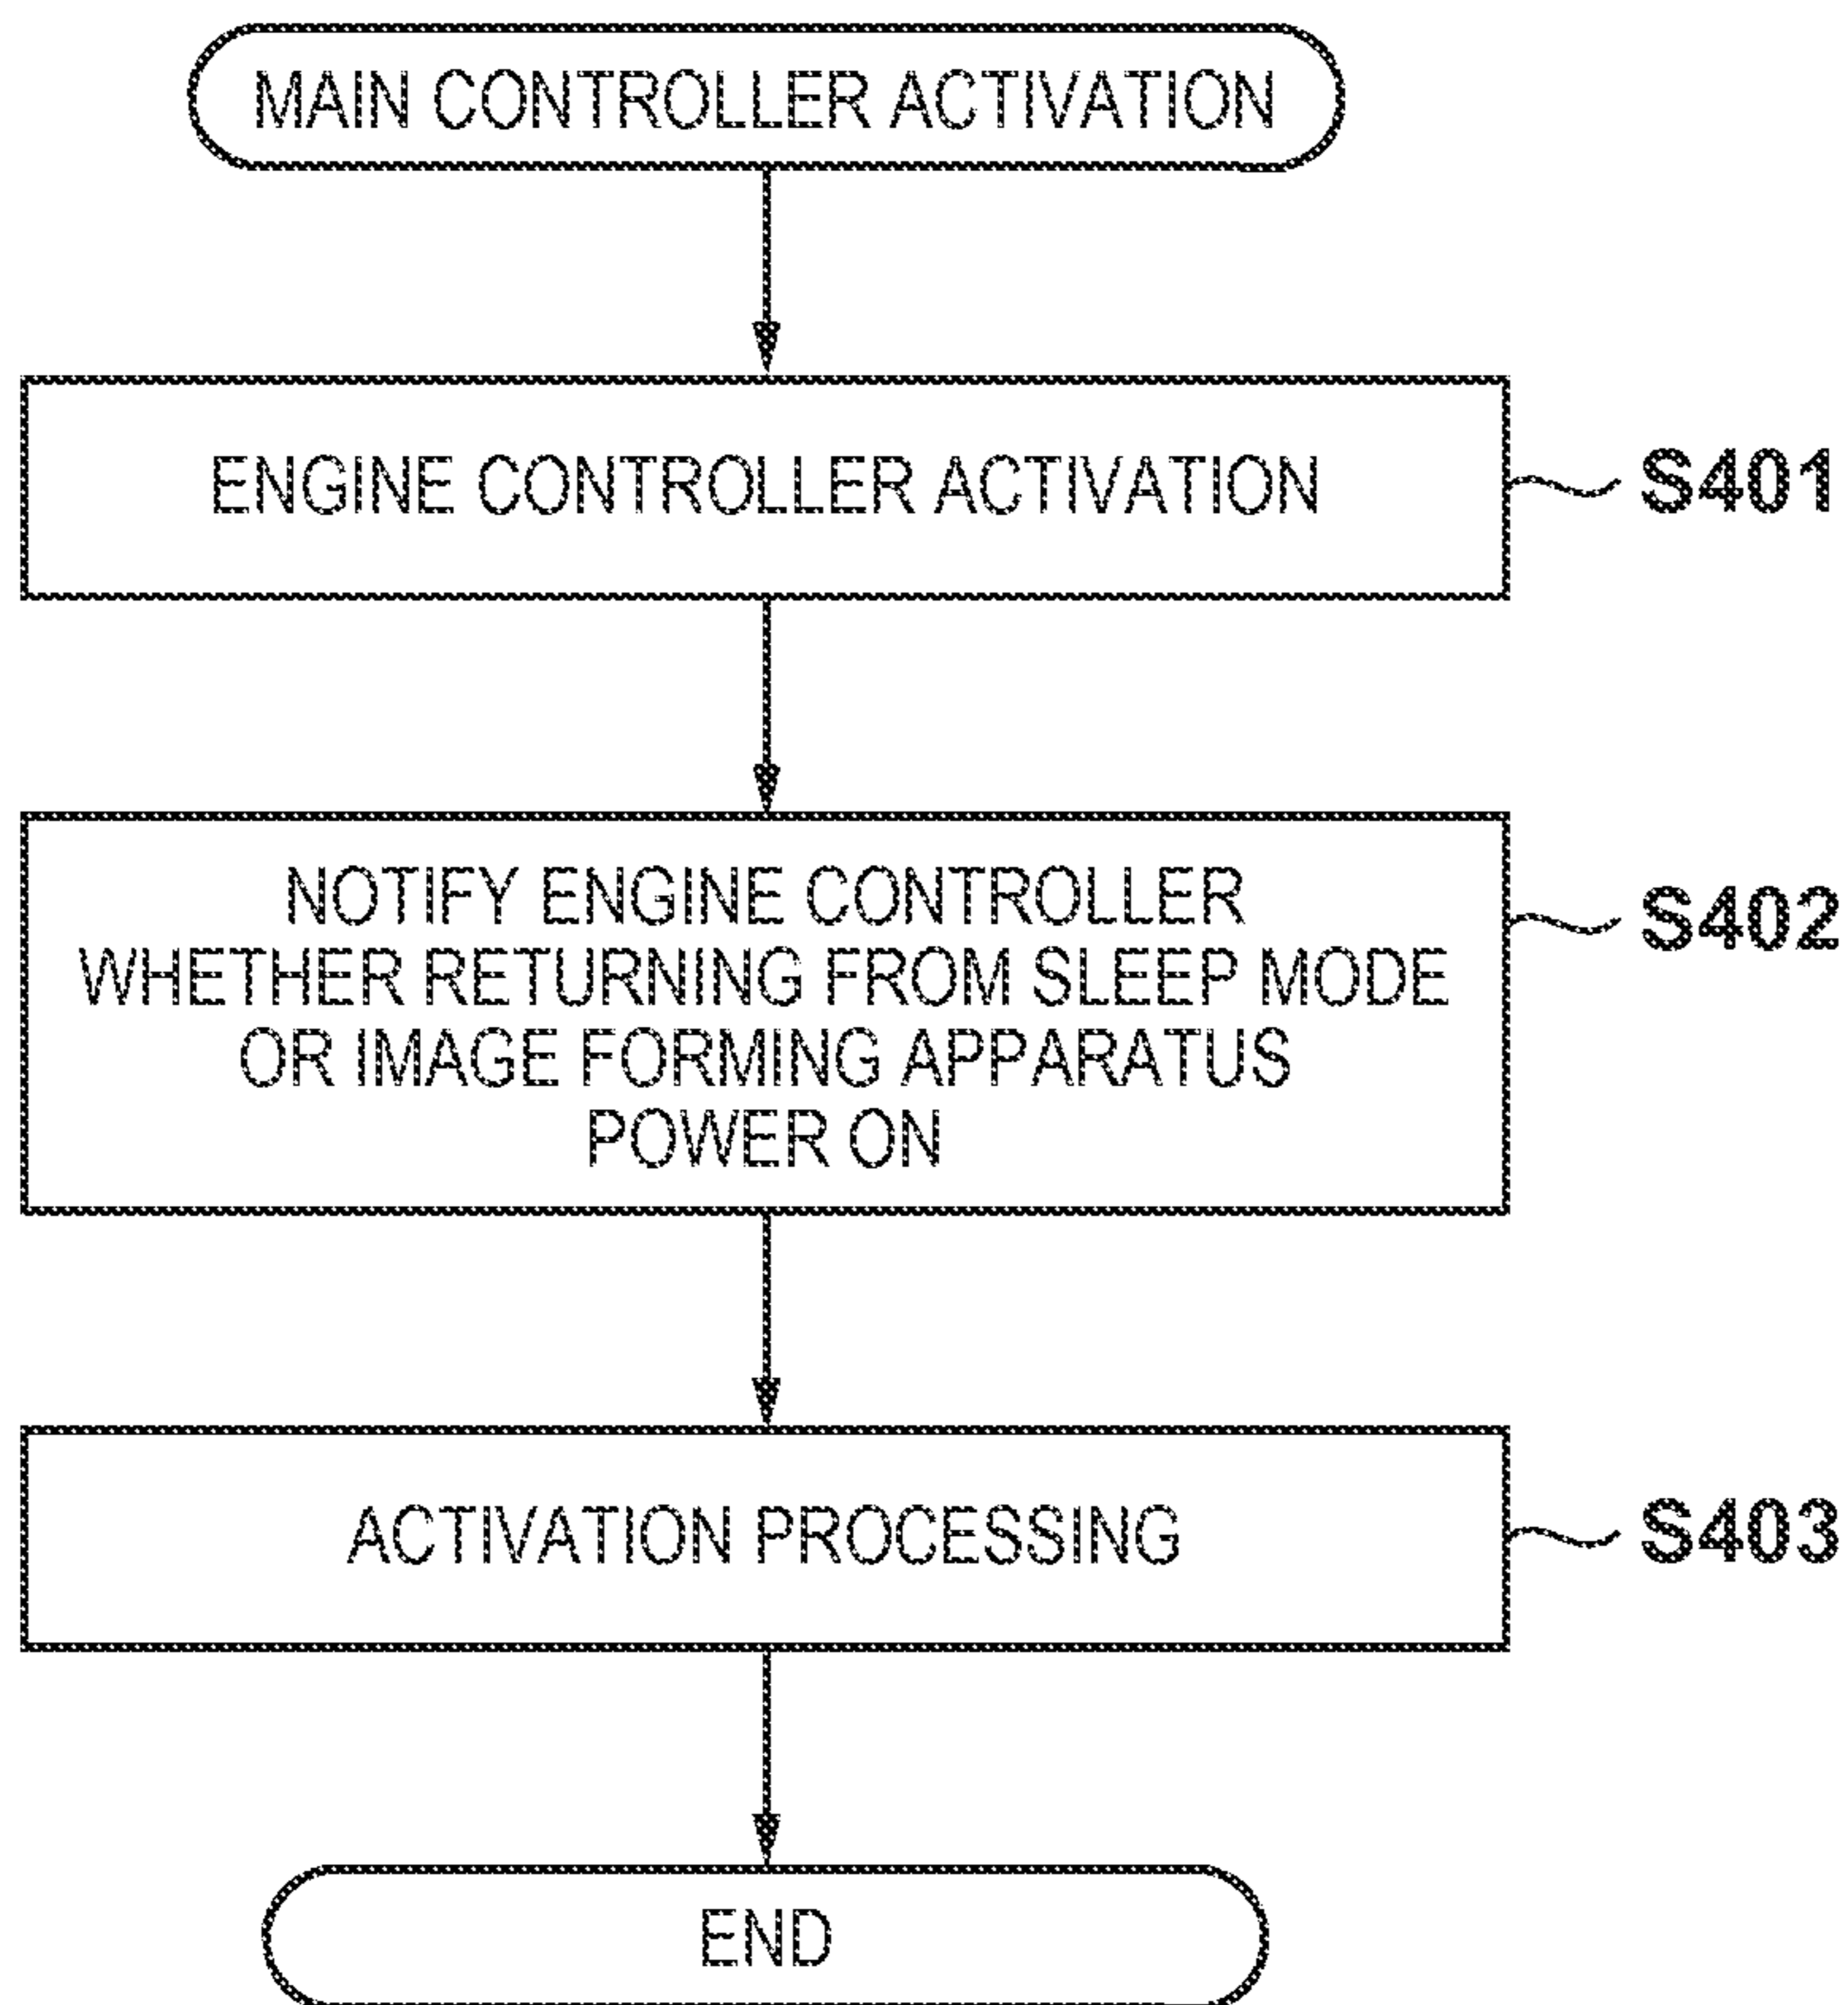 MAIN CONTROLLER ACTIVATION
ENGINE CONTROLLER ACTIVATION
S401
NOTIFY ENGINE CONTROLLER
WHETHER RETURNING FROM SLEEP MODE
OR IMAGE FORMING APPARATUS
POWER ON
S402
ACTIVATION PROCESSING
S403
END